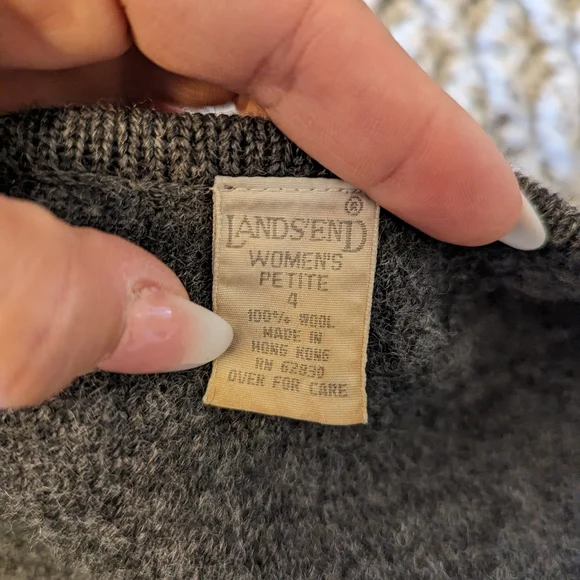 ®
LANDS'END
WOMEN'S
PETITE
4
100% WOOL
MADE IN
HONG KONG
RN 62830
OVER FOR CARE